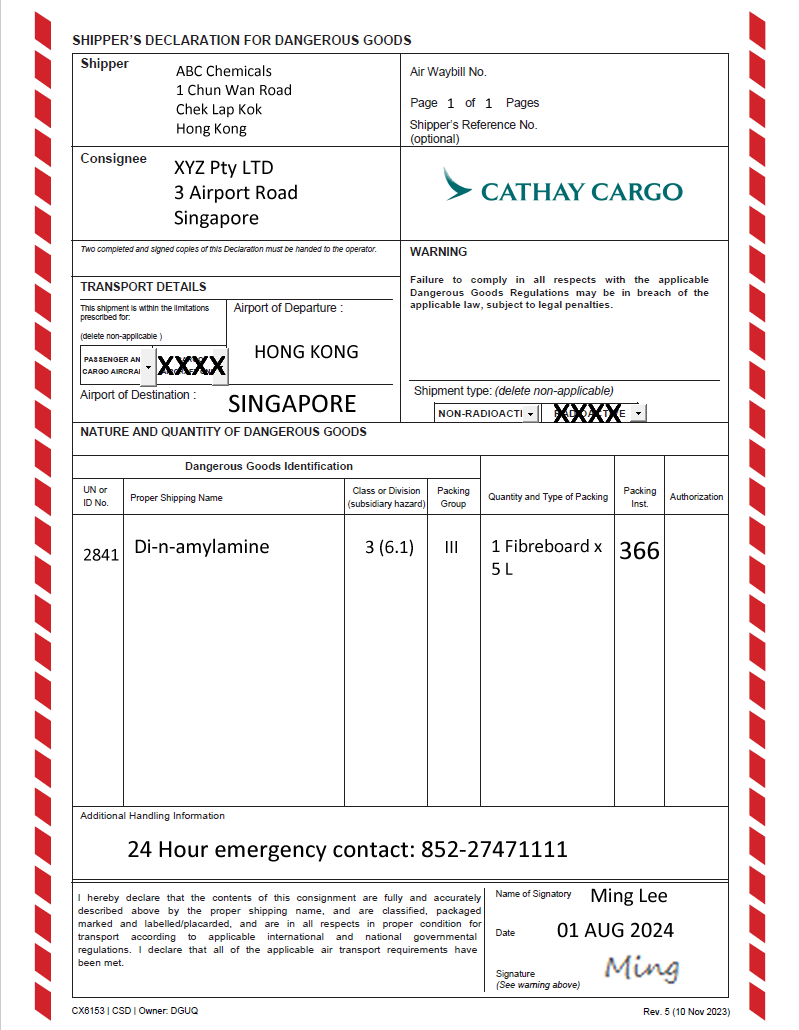 SHIPPER'S DECLARATION FOR DANGEROUS GOODS
Shipper
ABC Chemicals
1 Chun Wan Road
Chek Lap Kok
Hong Kong
Air Waybill No.
Page 1 of 1 Pages
Shipper's Reference No.
(optional)
Consignee
XYZ Pty LTD
3 Airport Road
Singapore
CATHAY CARGO
Two completed and signed copies of this Declaration must be handed to the operator.
WARNING
Failure to comply in all respects with the applicable
Dangerous Goods Regulations may be in breach of the
applicable law, subject to legal penalties.
TRANSPORT DETAILS
This shipment is within the limitations
prescribed for:
(delete non-applicable )
PASSENGER AN
CARGO AIRCRA
XXXX
Airport of Departure :
HONG KONG
Airport of Destination :
SINGAPORE
Shipment type: (delete non-applicable)
NON-RADIOACTI
XXXX
NATURE AND QUANTITY OF DANGEROUS GOODS
Dangerous Goods Identification
UN or
ID No.
Proper Shipping Name
Class or Division
(subsidiary hazard)
Packing
Group
Quantity and Type of Packing
Packing
Inst.
Authorization
2841
Di-n-amylamine
3 (6.1)
III
1 Fibreboard x
5 L
366
Additional Handling Information
24 Hour emergency contact: 852-27471111
I hereby declare that the contents of this consignment are fully and accurately
described above by the proper shipping name, and are classified, packaged
marked and labelled/placarded, and are in all respects in proper condition for
transport according to applicable international and national governmental
regulations. I declare that all of the applicable air transport requirements have
been met.
Name of Signatory Ming Lee
Date 01 AUG 2024
Signature Ming
(See warning above)
CX6153 | CSD | Owner: DGUQ
Rev. 5 (10 Nov 2023)